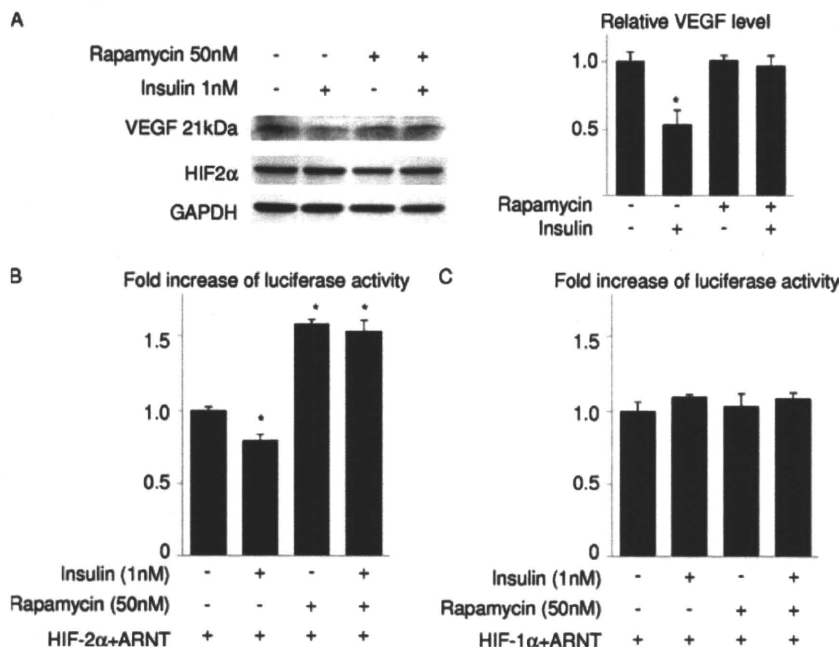 A
Rapamycin 50nM - - + +
Insulin 1nM - + - +
VEGF 21kDa
HIF2α
GAPDH
Relative VEGF level
1.0
*
0.5
Rapamycin - - + +
Insulin - + - +
B
Fold increase of luciferase activity
* *
1.5
1.0
*
0.5
0
Insulin (1nM) - + - +
Rapamycin (50nM) - - + +
HIF-2α+ARNT + + + +
C
Fold increase of luciferase activity
1.5
1.0
0.5
0
Insulin (1nM) - + - +
Rapamycin (50nM) - - + +
HIF-1α+ARNT + + + +